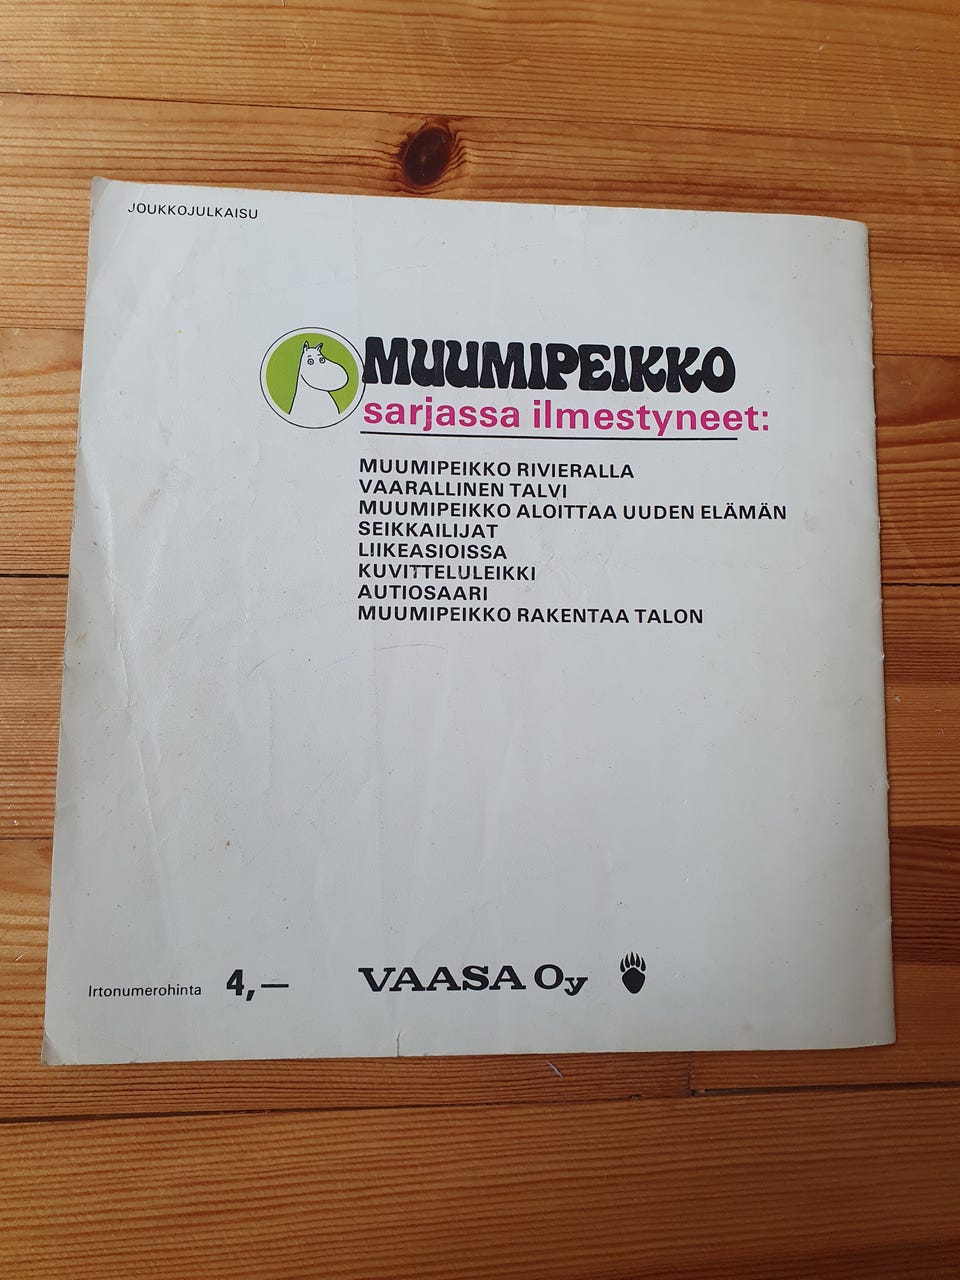 JOUKKOJULKAISU
MUUMIPEIKKO
sarjassa ilmestyneet:
MUUMIPEIKKO RIVIERALLA
VAARALLINEN TALVI
MUUMIPEIKKO ALOITTAA UUDEN ELÄMÄN
SEIKKAILIJAT
LIIKEASIOISSA
KUVITTELULEIKKI
AUTIOSAARI
MUUMIPEIKKO RAKENTAA TALON
Irtonumerohinta 4,— VAASA Oy